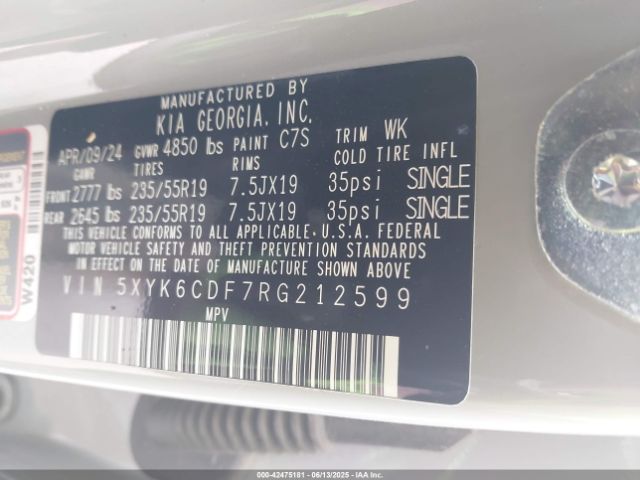 MANUFACTURED BY
KIA GEORGIA, INC.
APR/09/24 GVWR 4850 lbs PAINT C7S TRIM WK
GAWR TIRES RIMS COLD TIRE INFL
FRONT 2777 lbs 235/55R19 7.5JX19 35psi SINGLE
REAR 2645 lbs 235/55R19 7.5JX19 35psi SINGLE
THIS VEHICLE CONFORMS TO ALL APPLICABLE. U.S.A. FEDERAL
MOTOR VEHICLE SAFETY AND THEFT PREVENTION STANDARDS
IN EFFECT ON THE DATE OF MANUFACTURE SHOWN ABOVE
VIN 5XYK6CDF7RG212599
MPV
W420
000-42475181 - 06/13/2025 - IAAI, Inc.